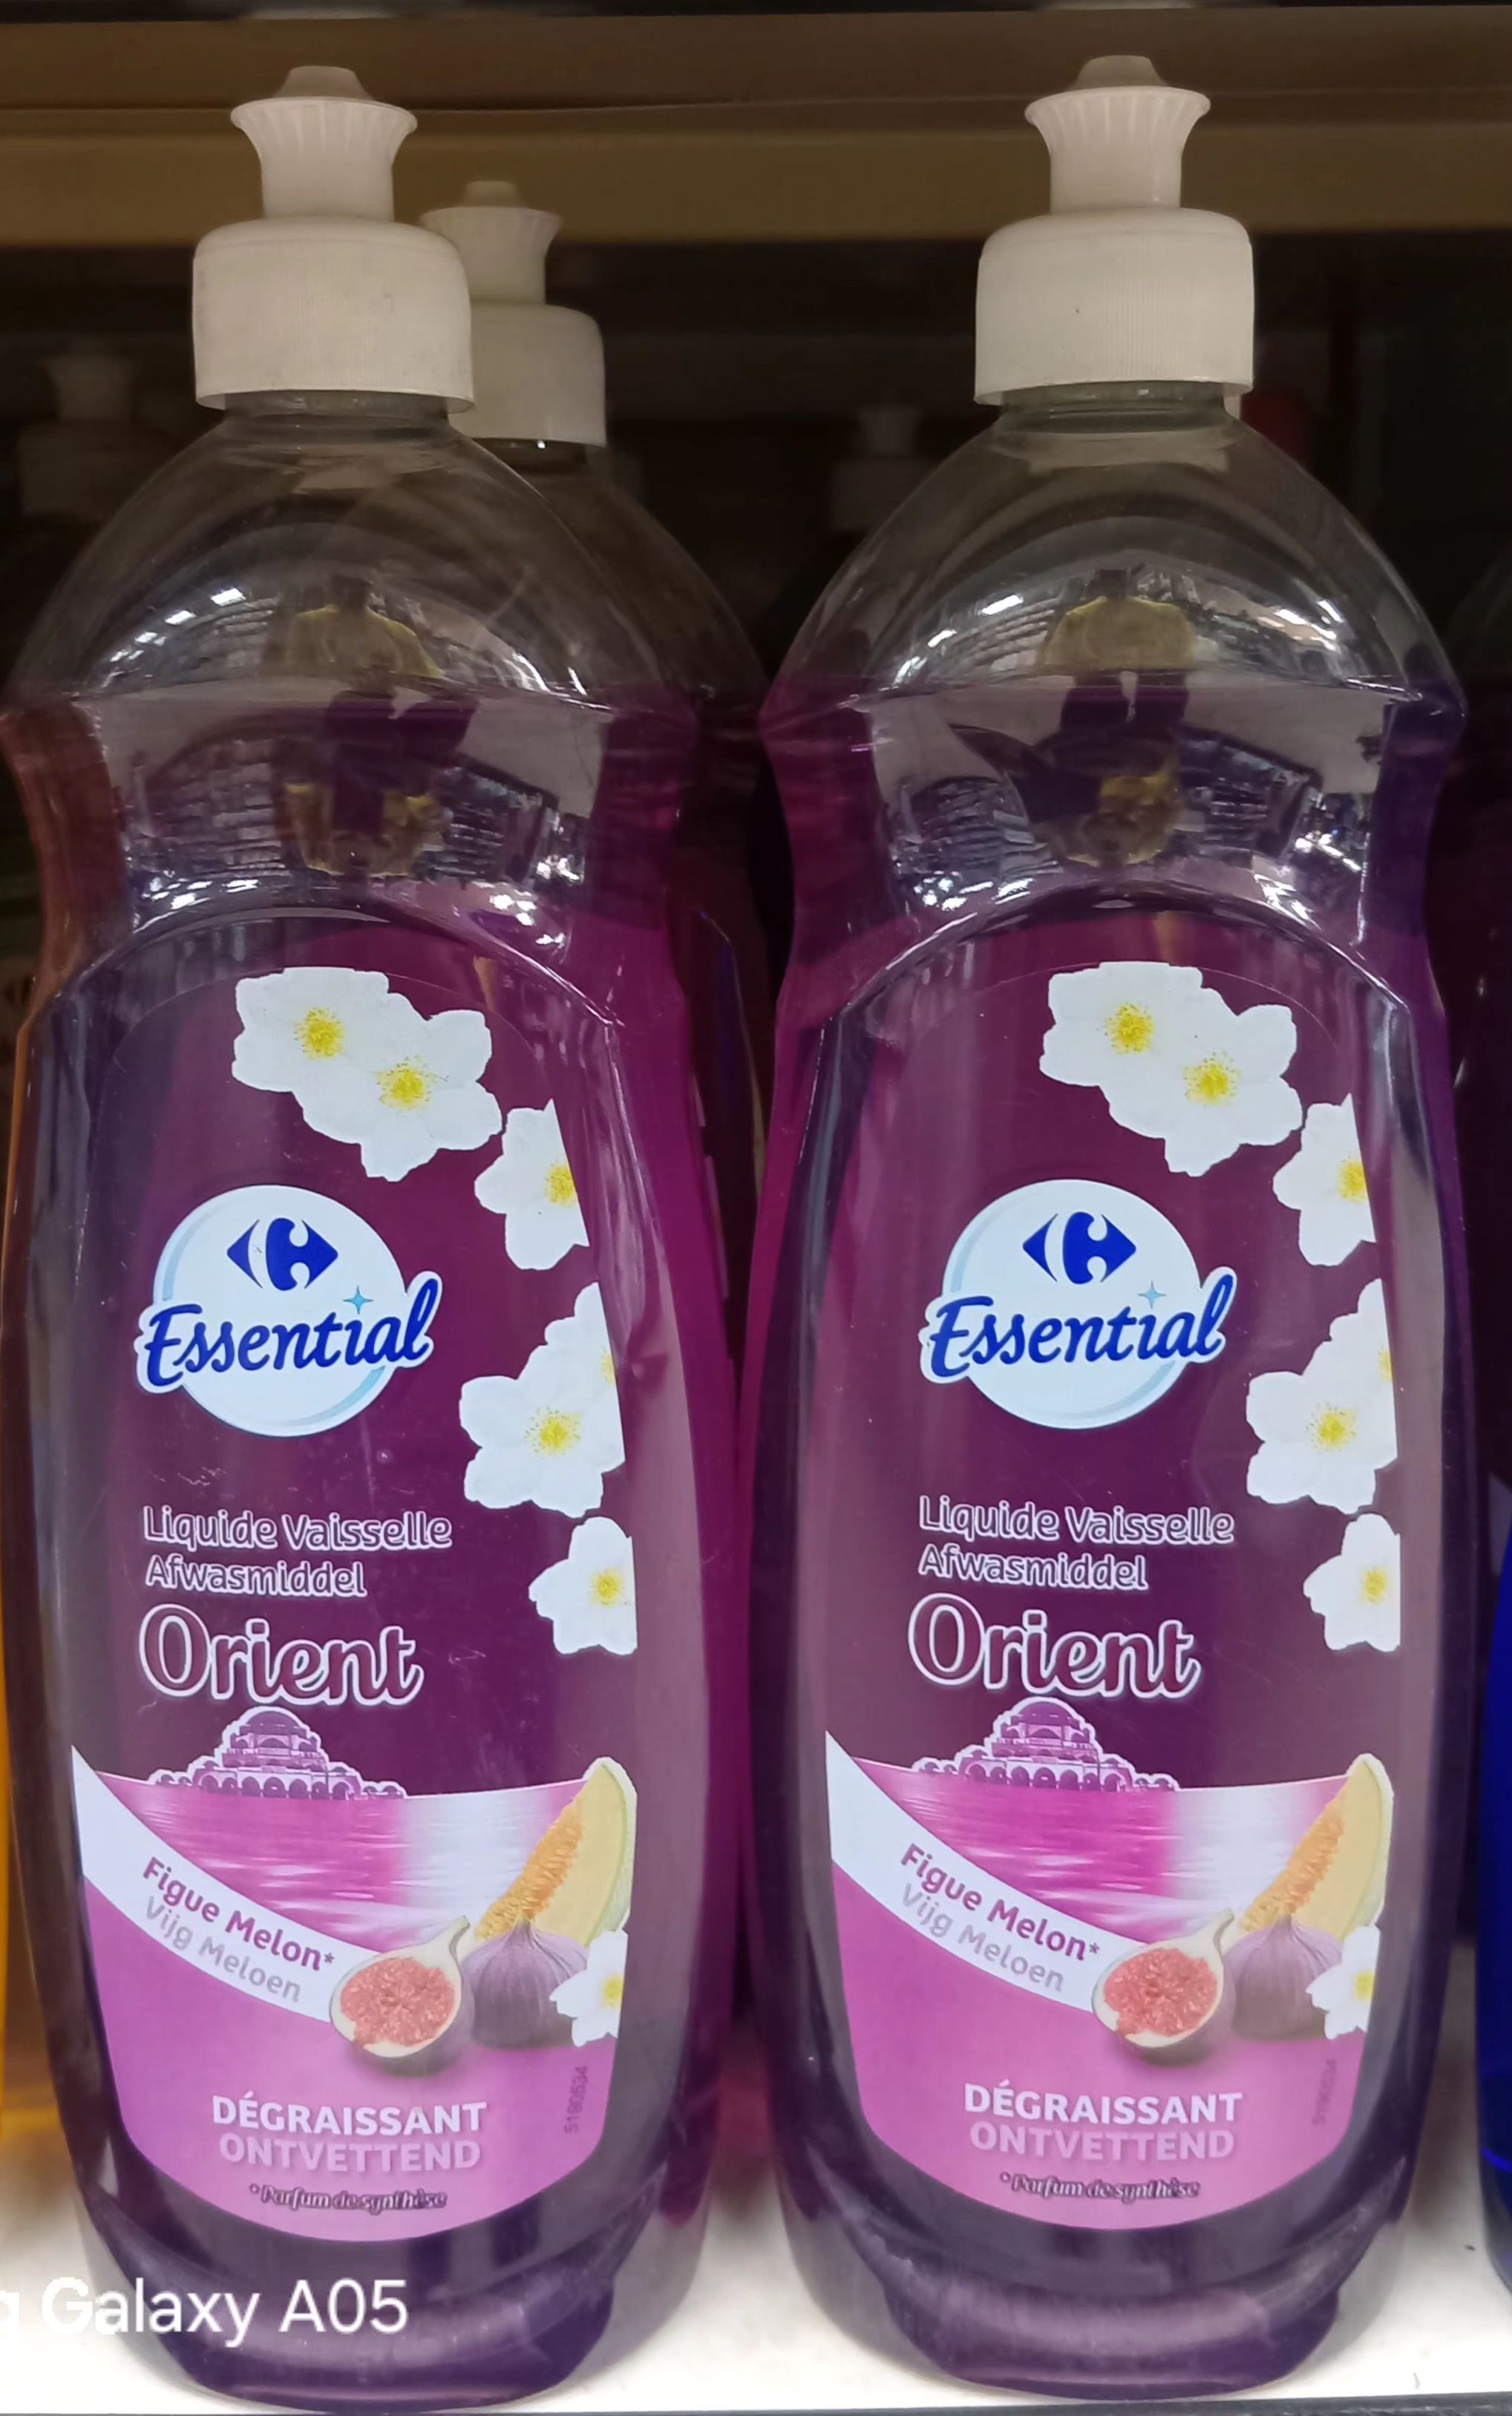 Essential
Liquide Vaisselle
Afwasmiddel
Orient
Figue Melon*
Vijg Meloen
DÉGRAISSANT
ONTVETTEND
* Parfum de synthèse
5190534
Essential
Liquide Vaisselle
Afwasmiddel
Orient
Figue Melon*
Vijg Meloen
DÉGRAISSANT
ONTVETTEND
* Parfum de synthèse
Galaxy A05